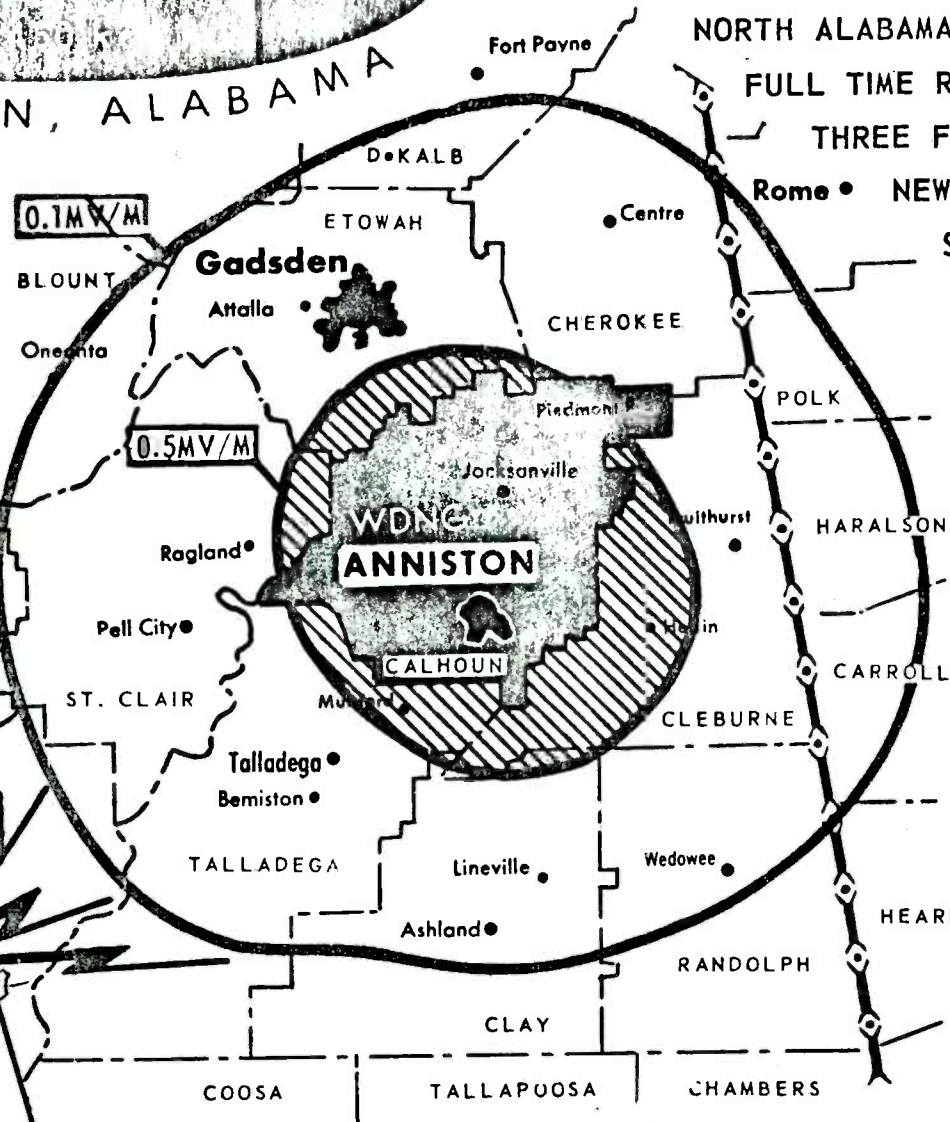 NORTH ALABAMA
Fort Payne
N, ALABAMA
FULL TIME R
THREE F
DeKALB
Rome NEW
0.1MV/M
ETOWAH
Centre
S
Gadsden
BLOUNT
Attalla
CHEROKEE
Oneonta
POLK
Piedmont
0.5MV/M
Jacksonville
WDNG
HARALSON
Ragland
ANNISTON
Pell City
CALHOUN
CARROLL
ST. CLAIR
CLEBURNE
Talladega
Bemiston
TALLADEGA
Lineville
Wedowee
Ashland
HEAR
RANDOLPH
CLAY
COOSA
TALLAPOOSA
CHAMBERS